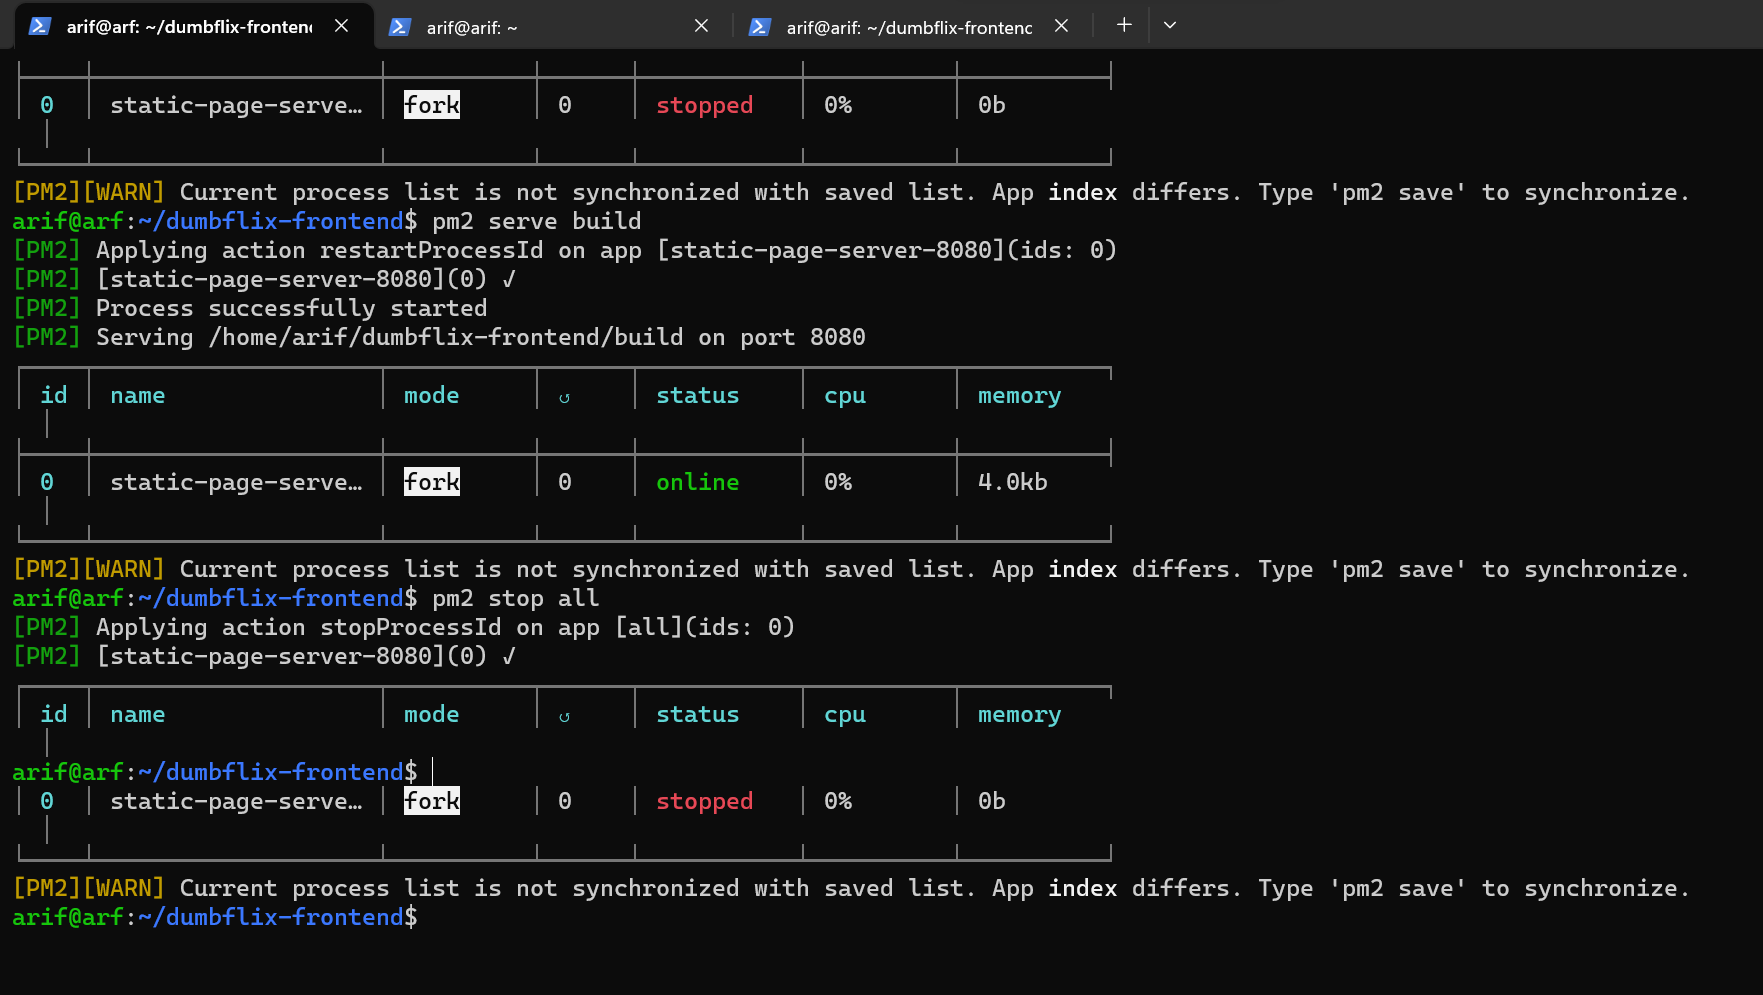 arif@arf: ~/dumbflix-fronten
arif@arf: ~
arif@arf: ~/dumbflix-frontenc
0 static-page-serve… fork 0 stopped 0% 0b
[PM2][WARN] Current process list is not synchronized with saved list. App index differs. Type 'pm2 save' to synchronize.
arif@arf:~/dumbflix-frontend$ pm2 serve build
[PM2] Applying action restartProcessId on app [static-page-server-8080](ids: 0)
[PM2] [static-page-server-8080](0) ✓
[PM2] Process successfully started
[PM2] Serving /home/arif/dumbflix-frontend/build on port 8080
id name mode ↺ status cpu memory
0 static-page-serve… fork 0 online 0% 4.0kb
[PM2][WARN] Current process list is not synchronized with saved list. App index differs. Type 'pm2 save' to synchronize.
arif@arf:~/dumbflix-frontend$ pm2 stop all
[PM2] Applying action stopProcessId on app [all](ids: 0)
[PM2] [static-page-server-8080](0) ✓
id name mode ↺ status cpu memory
arif@arf:~/dumbflix-frontend$
0 static-page-serve… fork 0 stopped 0% 0b
[PM2][WARN] Current process list is not synchronized with saved list. App index differs. Type 'pm2 save' to synchronize.
arif@arf:~/dumbflix-frontend$